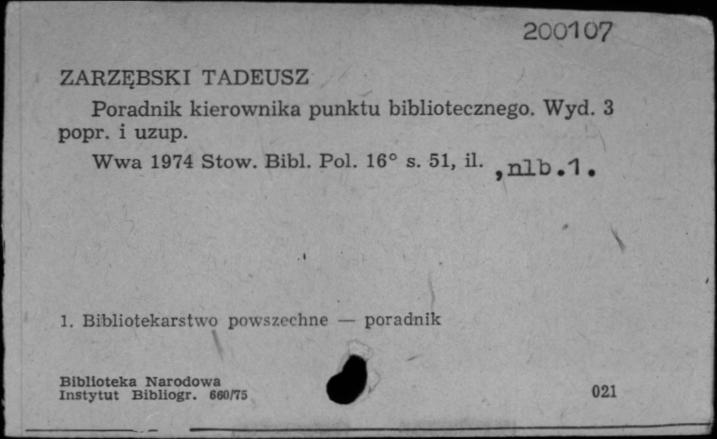 200107
ZARZĘBSKI TADEUSZ
Poradnik kierownika punktu bibliotecznego. Wyd. 3
popr. i uzup.
Wwa 1974 Stow. Bibl. Pol. 16° s. 51, il. ,nlb.1.
1. Bibliotekarstwo powszechne — poradnik
Biblioteka Narodowa
Instytut Bibliogr. 660/75
021